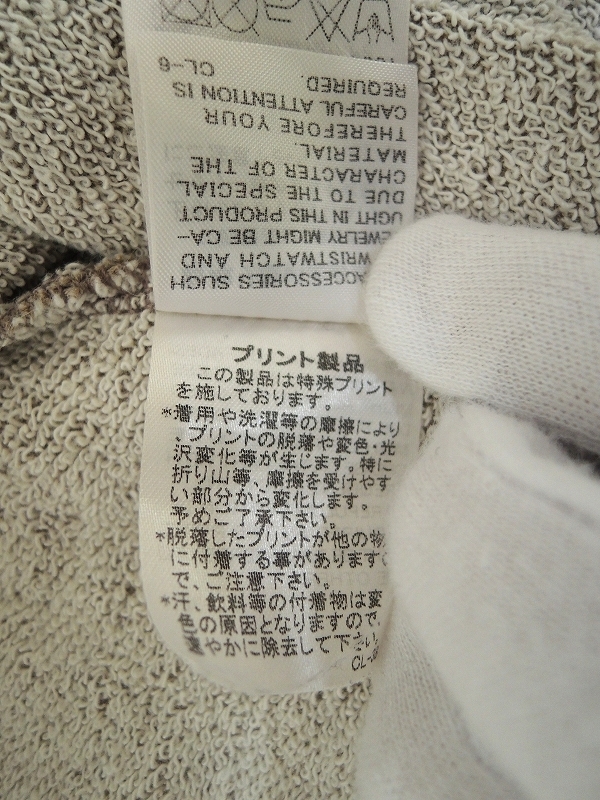 ACCESSORIES SUCH
WRISTWATCH AND
EWELRY MIGHT BE CA-
UGHT IN THIS PRODUCT
DUE TO THE SPECIAL
CHARACTER OF THE
MATERIAL.
THEREFORE YOUR
CAREFUL ATTENTION IS
REQUIRED.
CL-6
プリント製品
この製品は特殊プリント
を施しております。
*着用や洗濯等の摩擦により
、プリントの脱落や変色・光
沢変化等が生じます。特に
折り山等、摩擦を受けやす
い部分から変化します。
予めご了承下さい。
*脱落したプリントが他の物
に付着する事があります
で、ご注意下さい。
*汗、飲料等の付着物は変
色の原因となりますので、
速やかに除去して下さい。